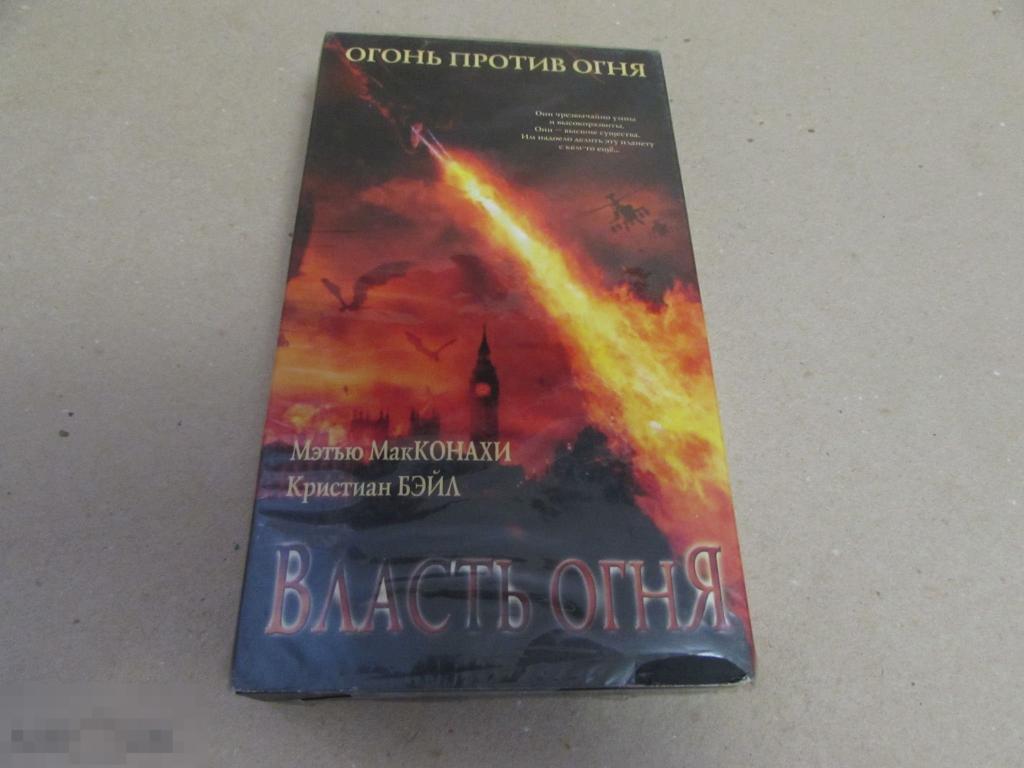 ОГОНЬ ПРОТИВ ОГНЯ
Они чрезвычайно умны
и высокоразвиты.
Они — высшие существа.
Им надоело делить эту планету
с кем-то ещё...
Мэтью МакКОНАХИ
Кристиан БЭЙЛ
ВЛАСТЬ ОГНЯ